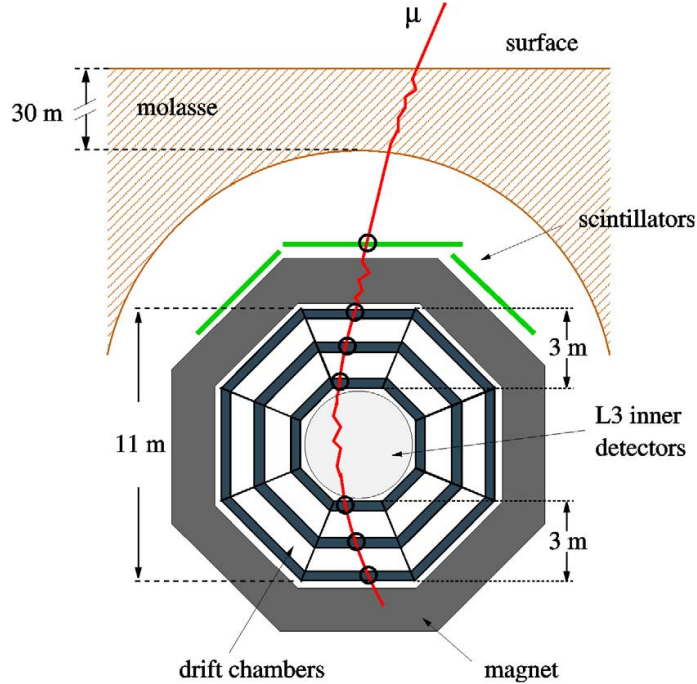 μ
surface
30 m
molasse
scintillators
3 m
11 m
L3 inner
detectors
3 m
drift chambers
magnet